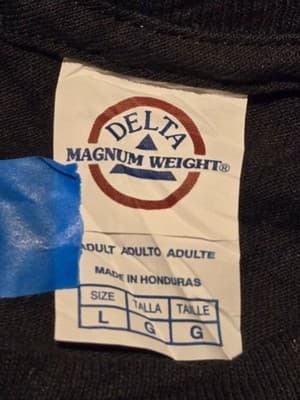 DELTA
MAGNUM WEIGHT®
ADULT ADULTO ADULTE
MADE IN HONDURAS
SIZE TALLA TAILLE
L G G